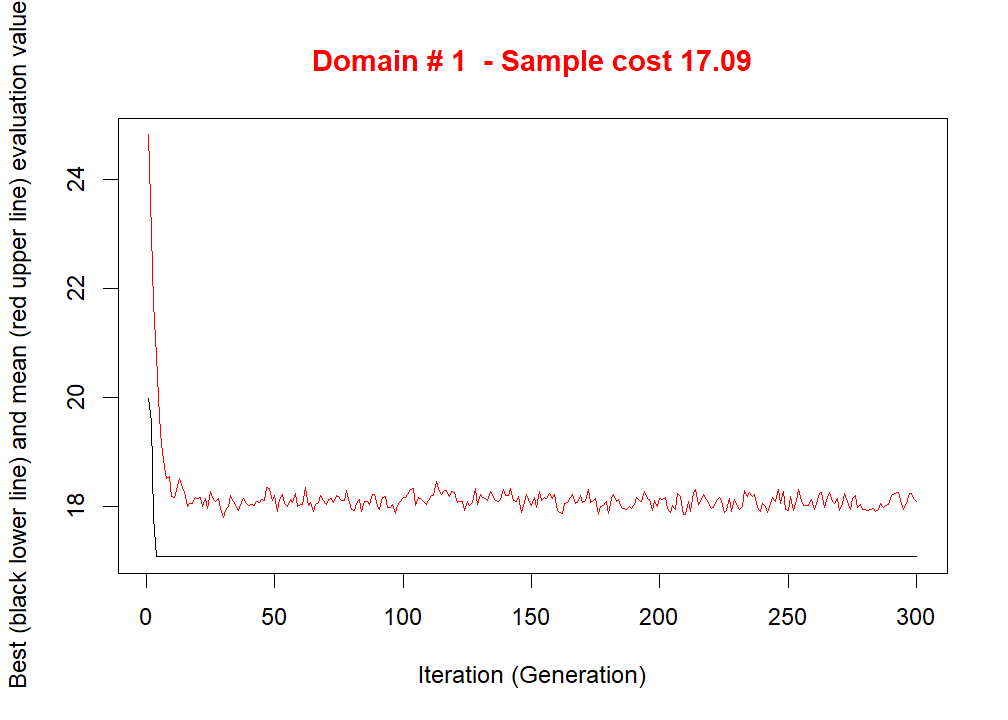 Domain # 1  - Sample cost 17.09
Best (black lower line) and mean (red upper line) evaluation value
24
22
20
18
0 50 100 150 200 250 300
Iteration (Generation)